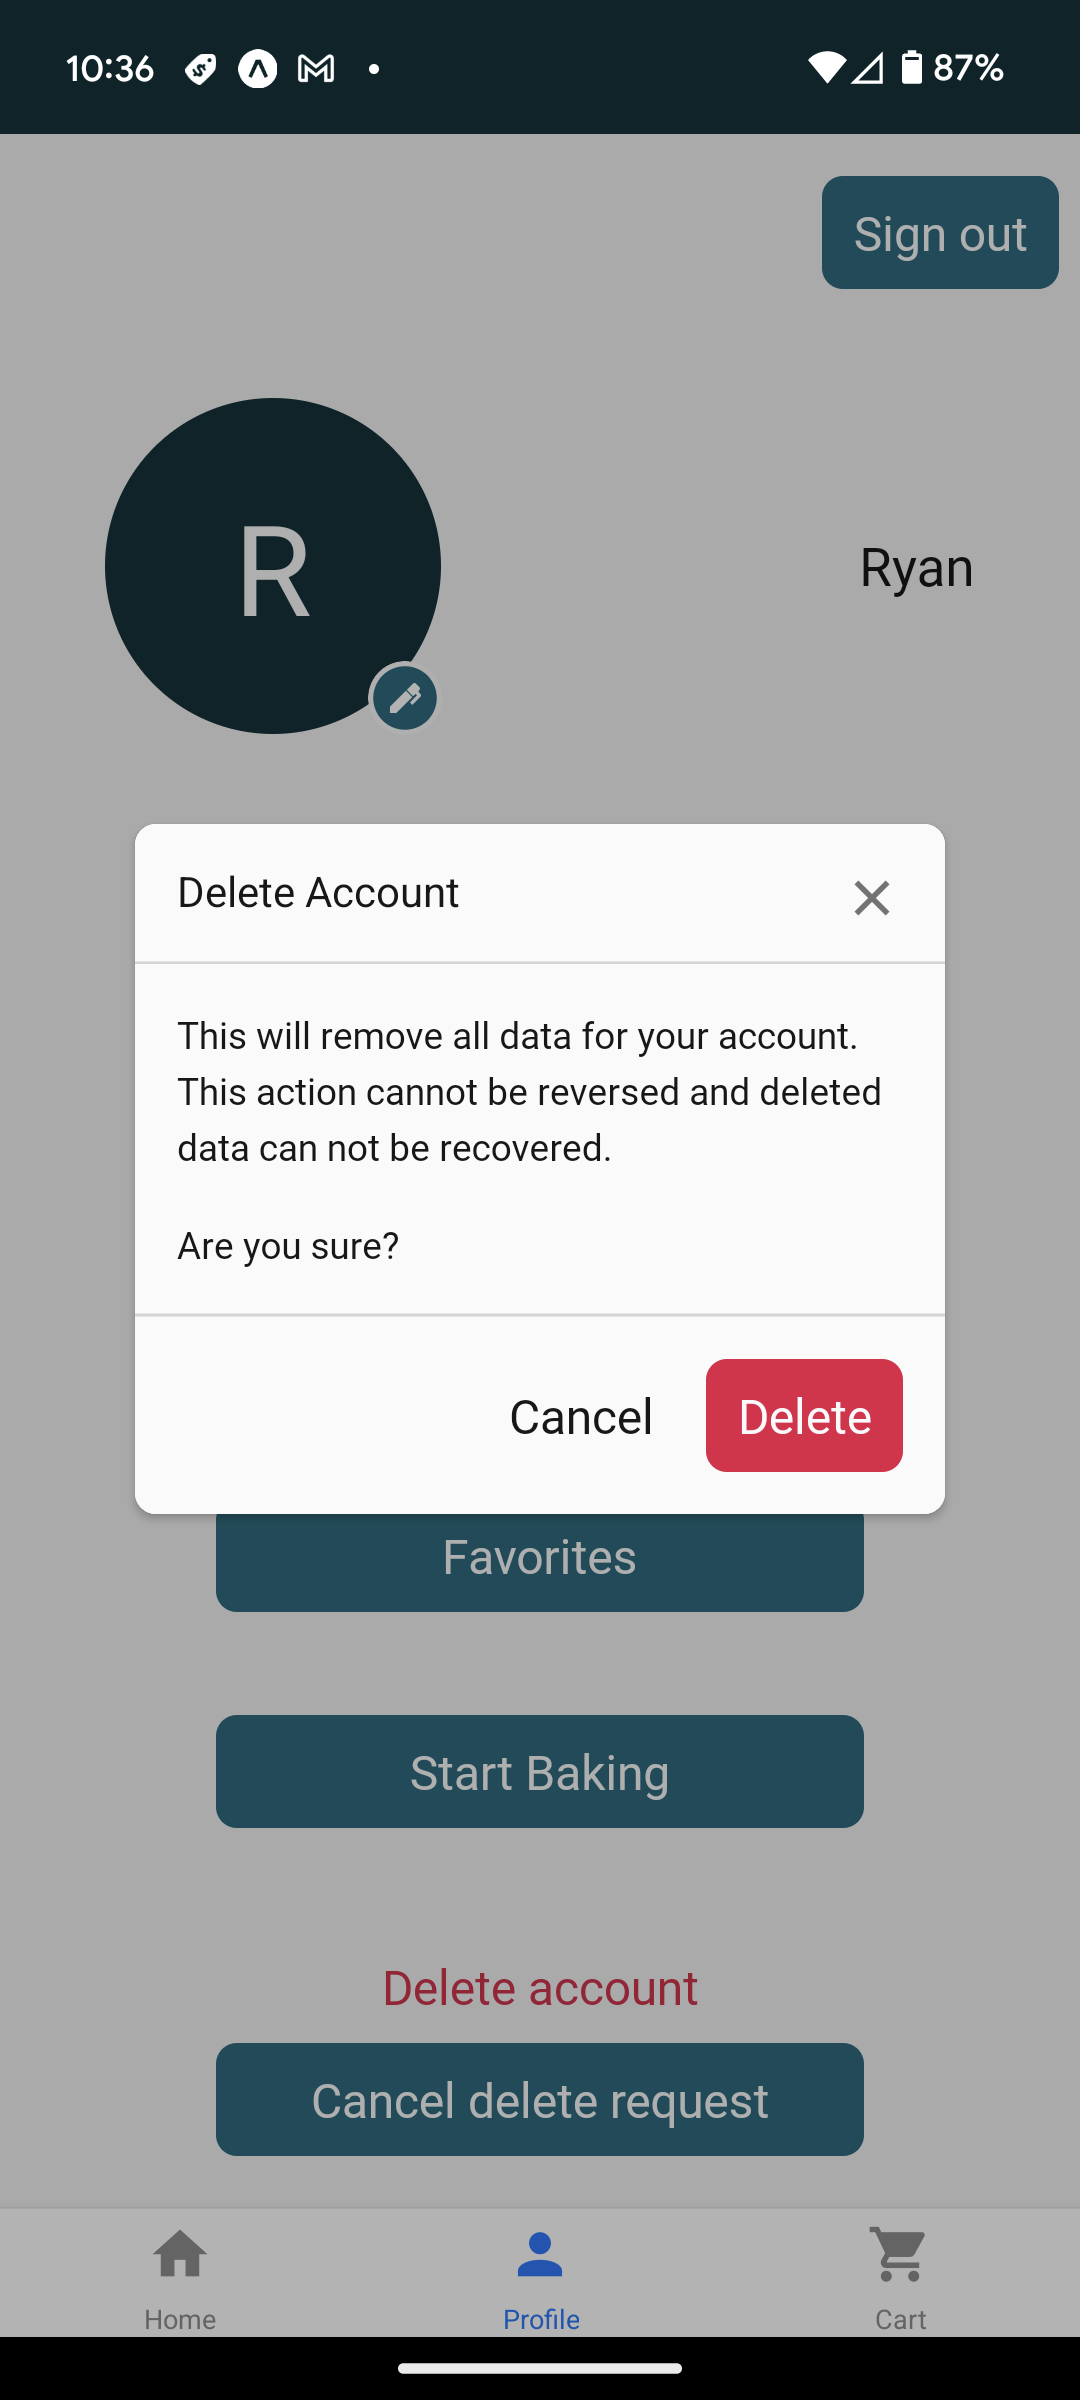 10:36
87%
Sign out
R
Ryan
Delete Account
This will remove all data for your account.
This action cannot be reversed and deleted
data can not be recovered.
Are you sure?
Cancel
Delete
Favorites
Start Baking
Delete account
Cancel delete request
Home
Profile
Cart